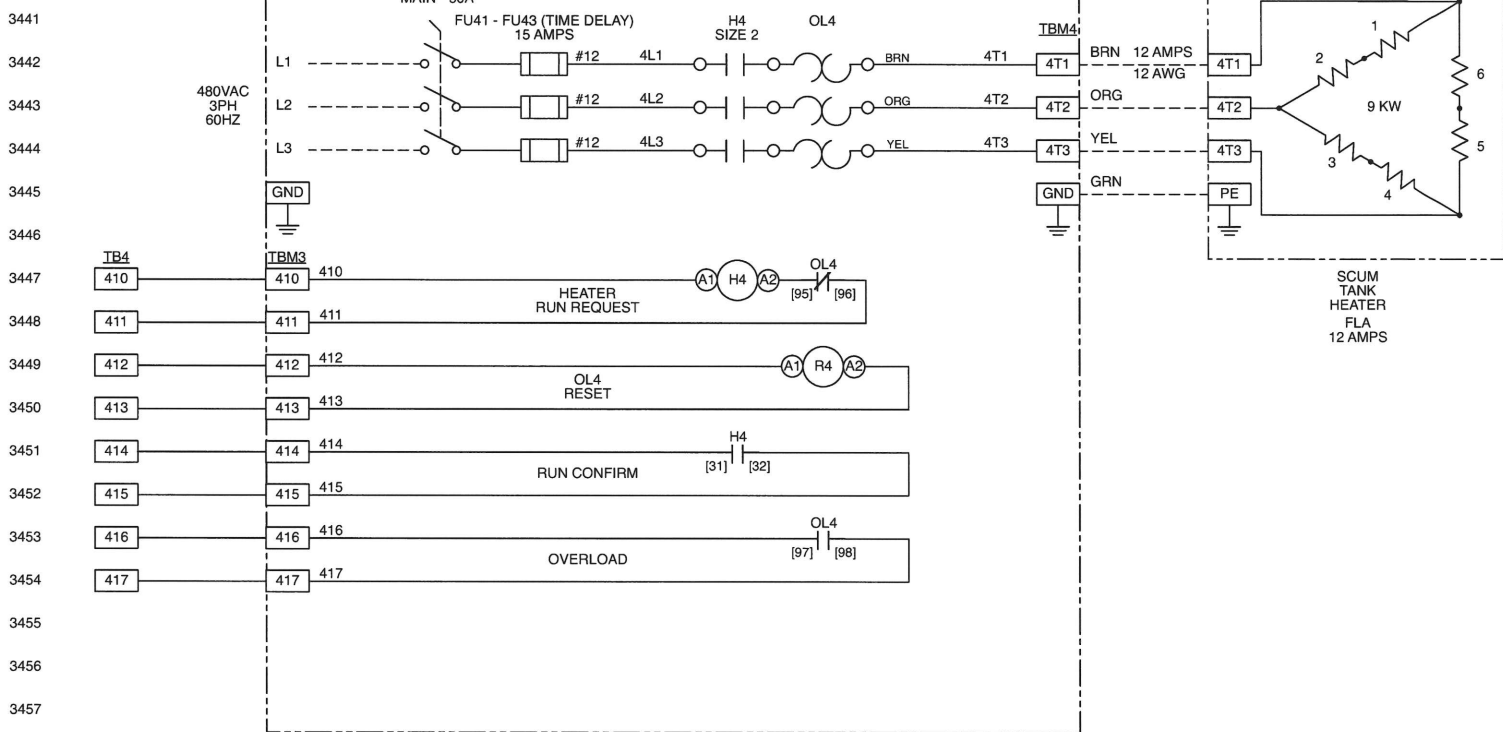 MAIN - 30A
3441
FU41 - FU43 (TIME DELAY)
15 AMPS
H4
SIZE 2
OL4
TBM4
1
3442
L1
#12
4L1
BRN
4T1
4T1
BRN
12 AMPS
12 AWG
4T1
2
6
480VAC
3PH
60HZ
3443
L2
#12
4L2
ORG
4T2
4T2
ORG
4T2
9 KW
3444
L3
#12
4L3
YEL
4T3
4T3
YEL
4T3
3
5
3445
GND
GND
GRN
PE
4
3446
TB4
TBM3
3447
410
410
410
A1
H4
A2
OL4
[95]
[96]
HEATER
RUN REQUEST
SCUM
TANK
HEATER
FLA
12 AMPS
3448
411
411
411
3449
412
412
412
A1
R4
A2
OL4
RESET
3450
413
413
413
3451
414
414
414
H4
[31]
[32]
RUN CONFIRM
3452
415
415
415
3453
416
416
416
OL4
[97]
[98]
OVERLOAD
3454
417
417
417
3455
3456
3457